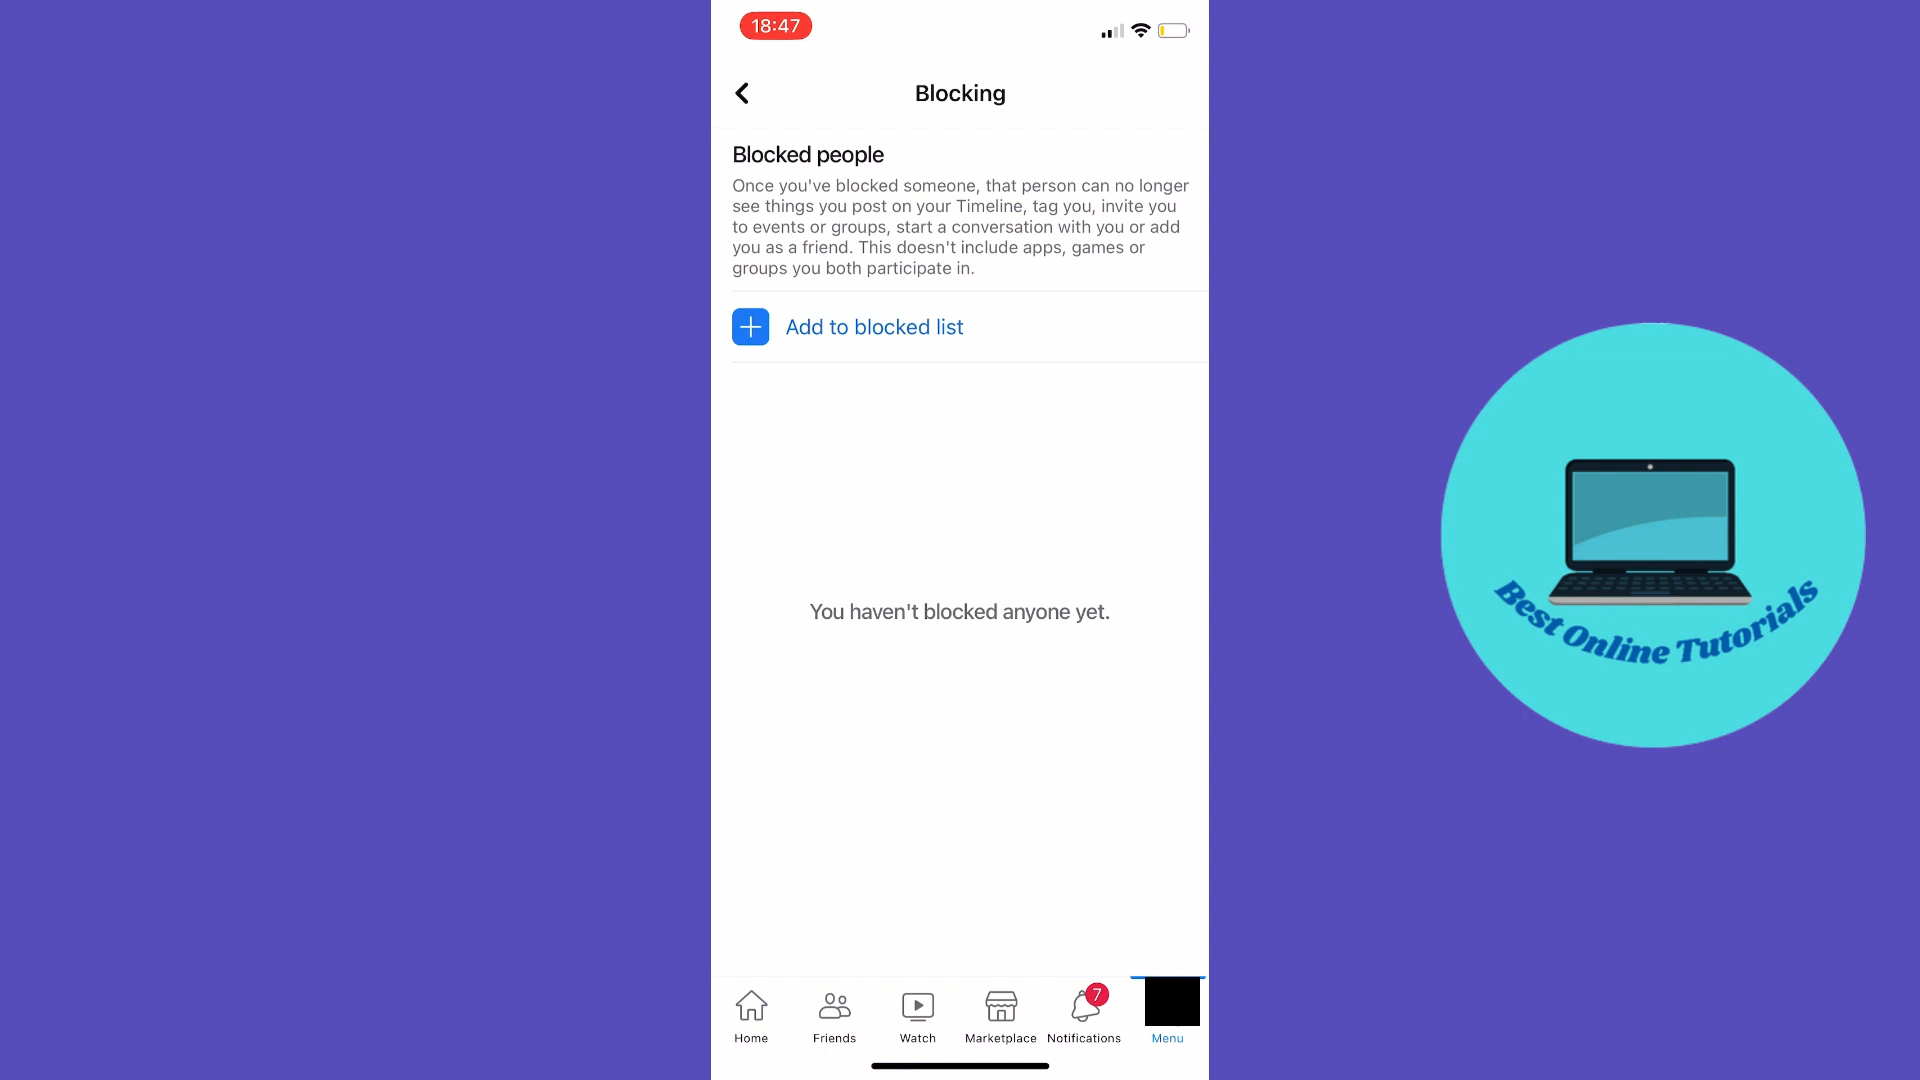 18:47
Blocking
Blocked people
Once you've blocked someone, that person can no longer
see things you post on your Timeline, tag you, invite you
to events or groups, start a conversation with you or add
you as a friend. This doesn't include apps, games or
groups you both participate in.
Add to blocked list
You haven't blocked anyone yet.
Best Online Tutorials
7
Home
Friends
Watch
Marketplace
Notifications
Menu